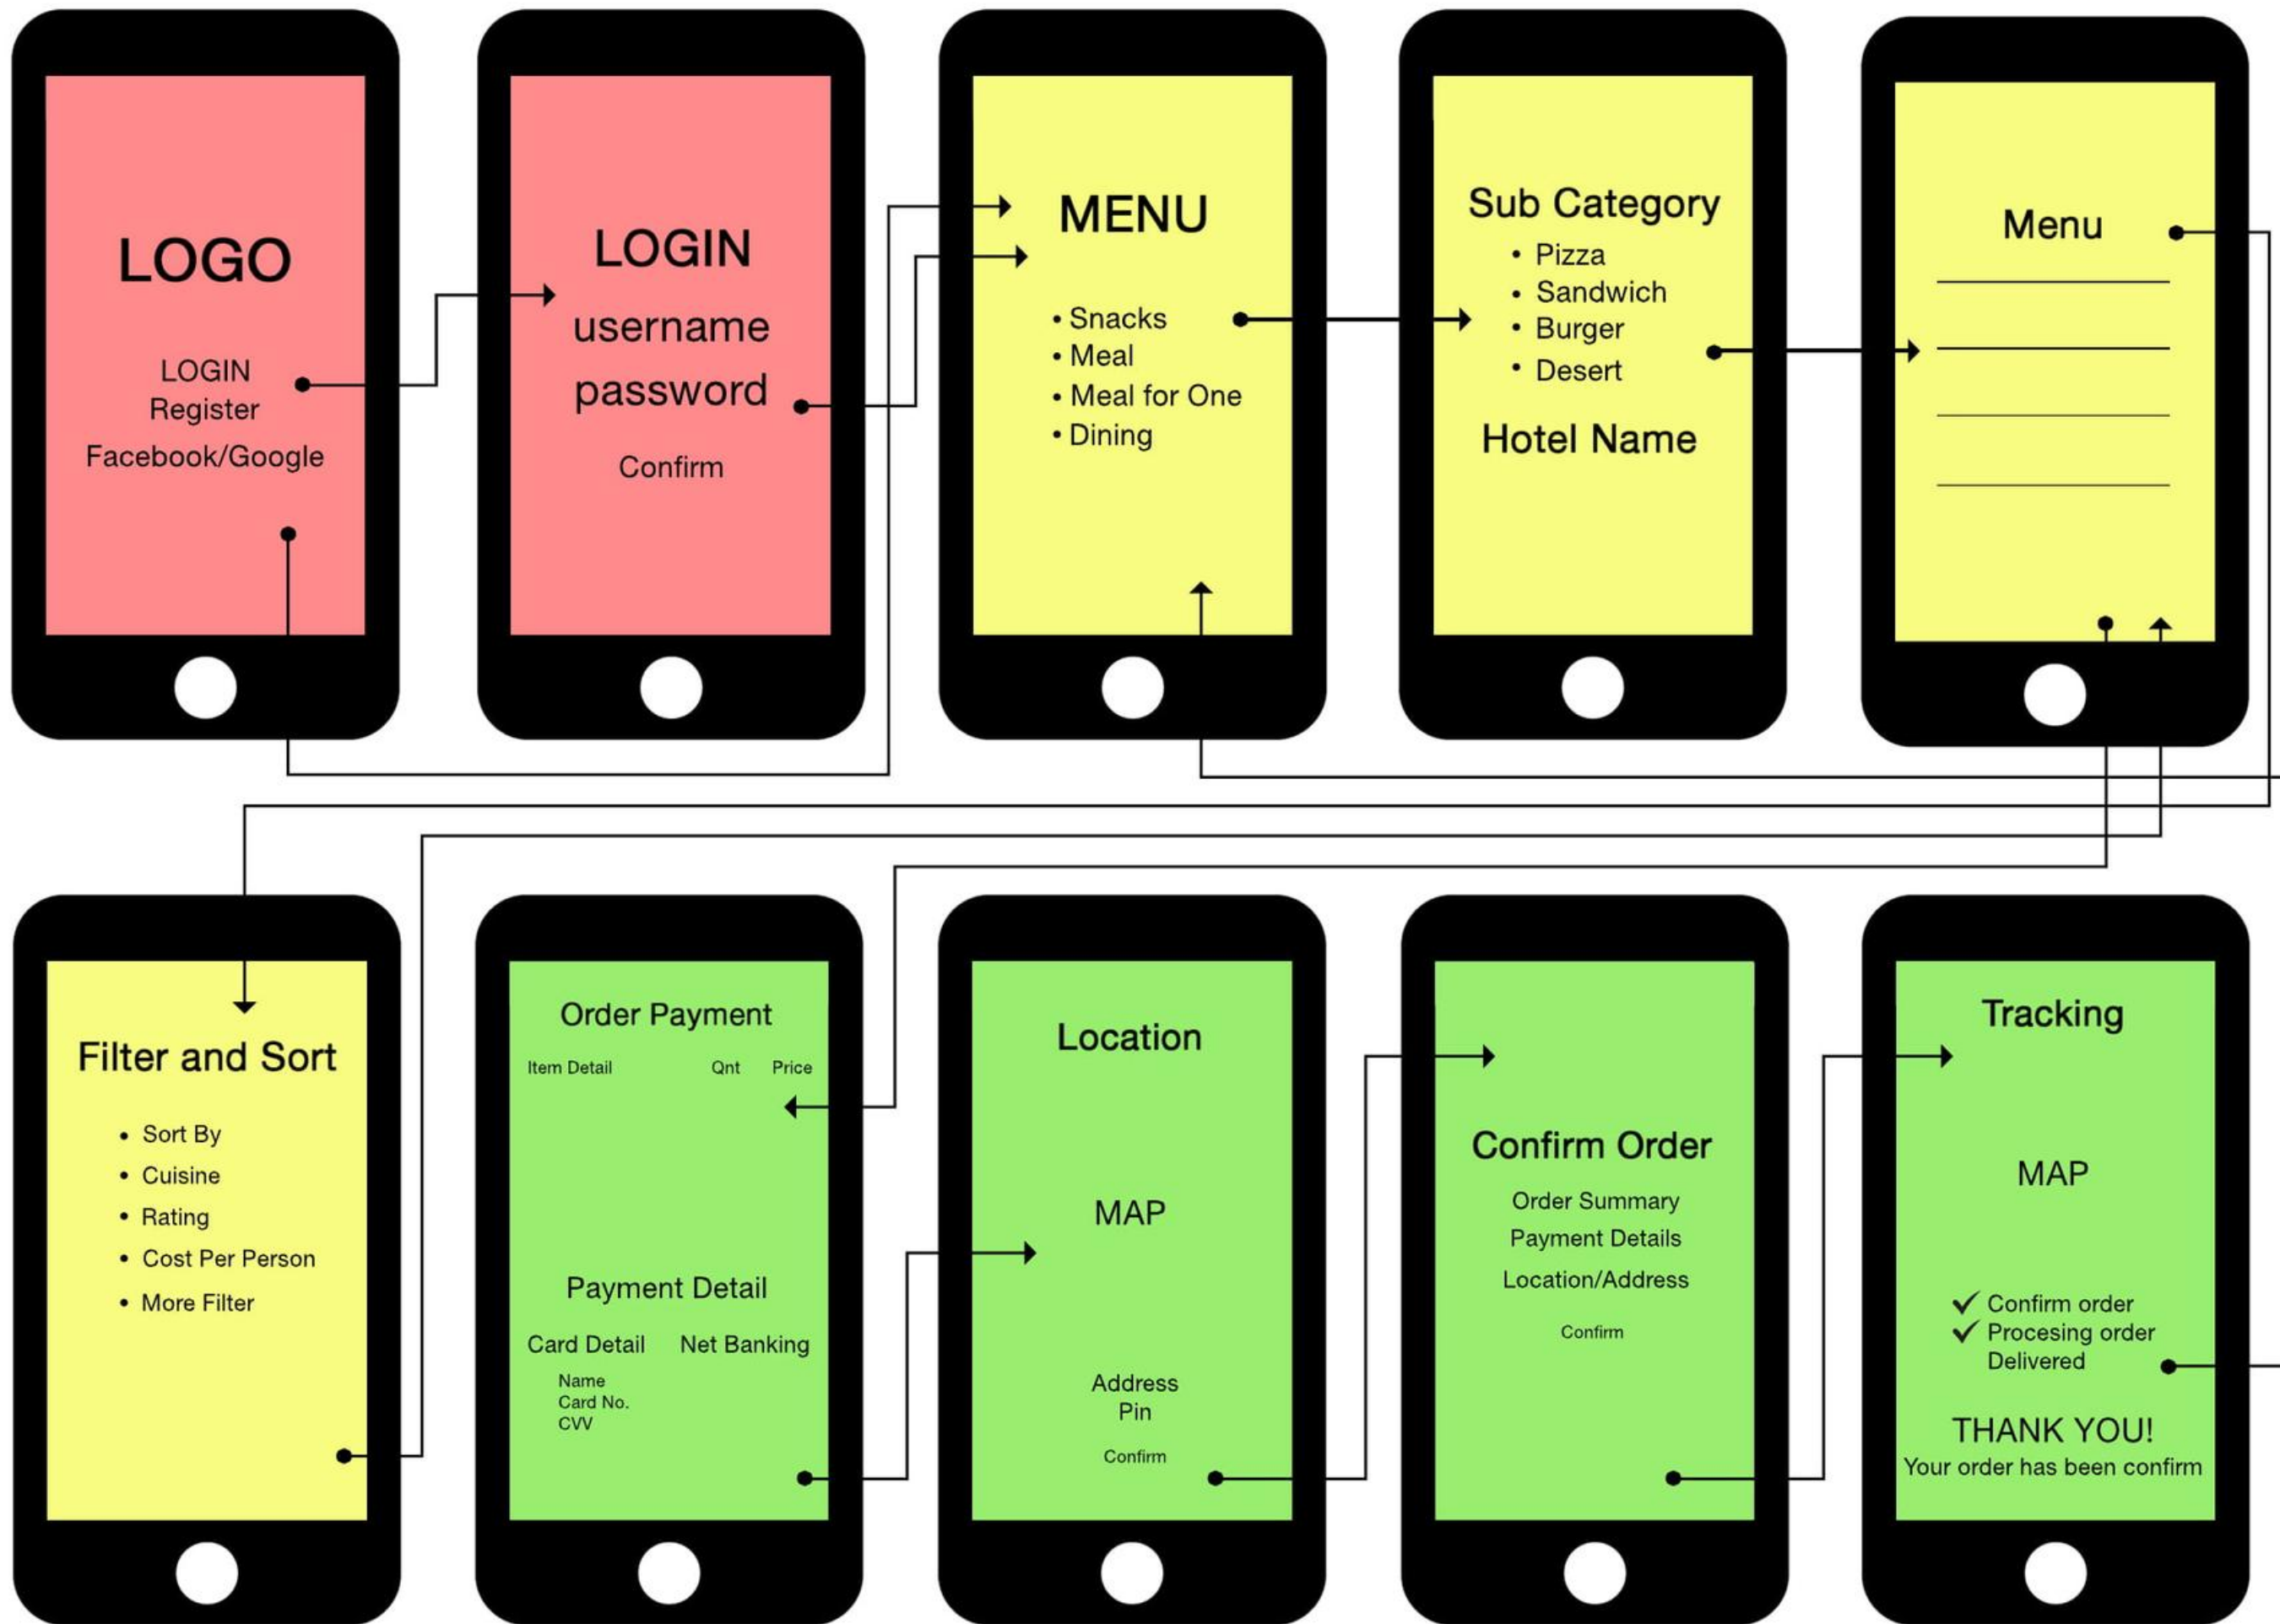 LOGO
LOGIN
Register
Facebook/Google
LOGIN
username
password
Confirm
MENU
• Snacks
• Meal
• Meal for One
• Dining
Sub Category
• Pizza
• Sandwich
• Burger
• Desert
Hotel Name
Menu
Filter and Sort
• Sort By
• Cuisine
• Rating
• Cost Per Person
• More Filter
Order Payment
Item Detail Qnt Price
Payment Detail
Card Detail Net Banking
Name
Card No.
CVV
Location
MAP
Address
Pin
Confirm
Confirm Order
Order Summary
Payment Details
Location/Address
Confirm
Tracking
MAP
✓ Confirm order
✓ Procesing order
Delivered
THANK YOU!
Your order has been confirm